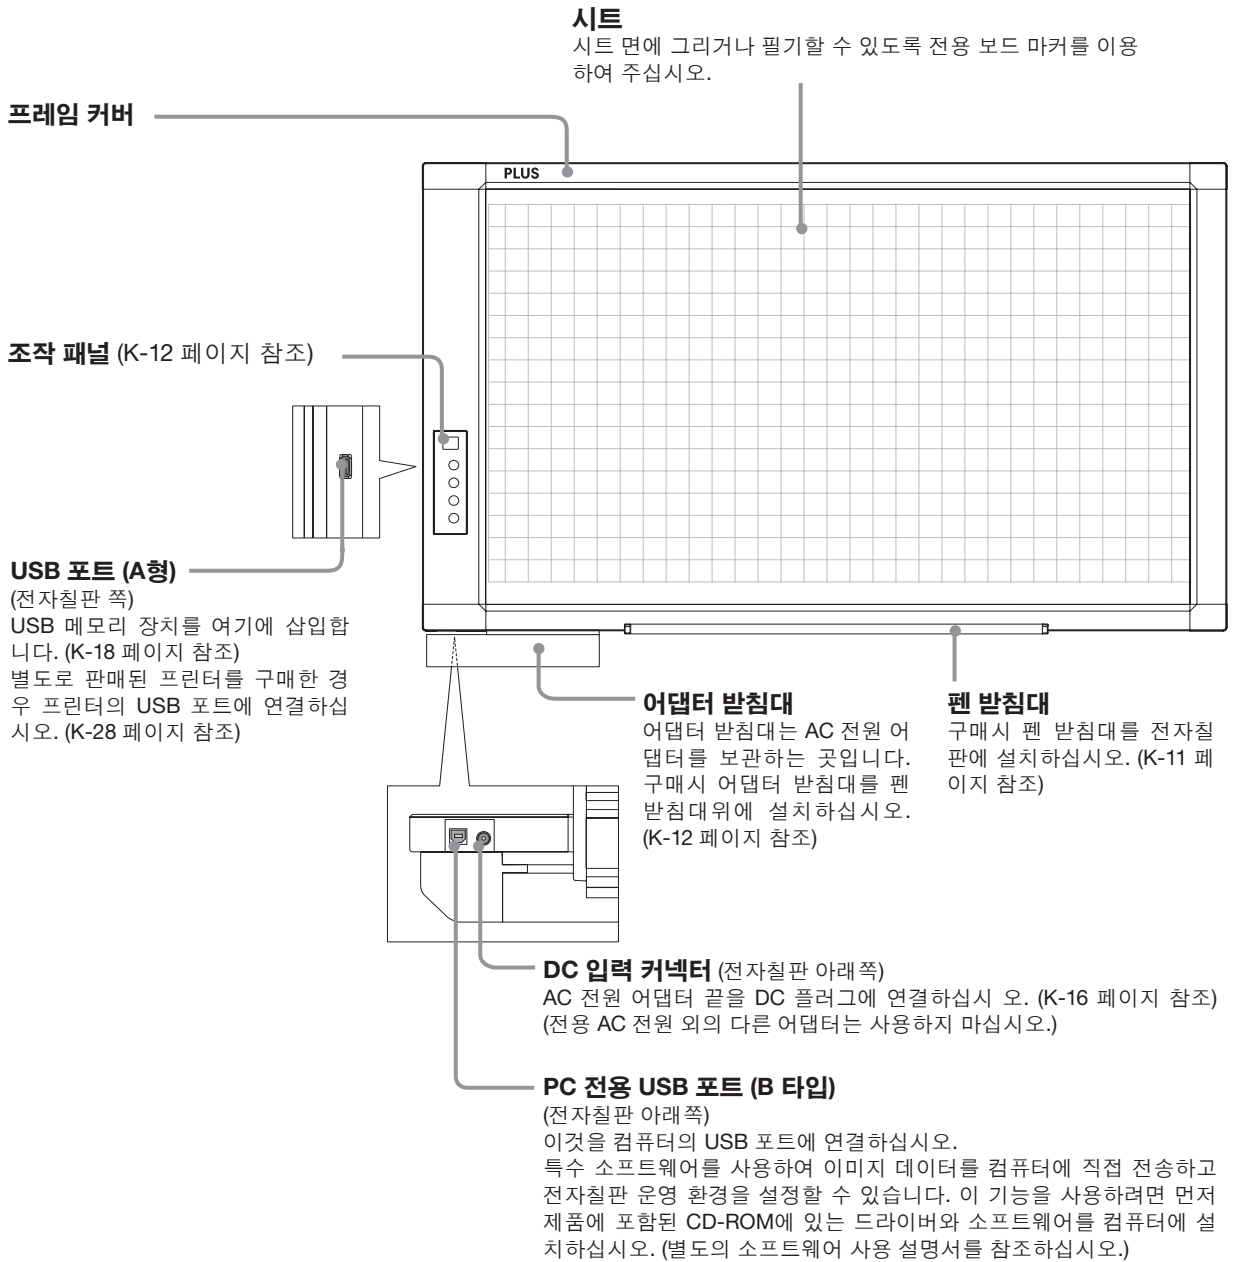 시트
시트 면에 그리거나 필기할 수 있도록 전용 보드 마커를 이용
하여 주십시오.
프레임 커버
PLUS
조작 패널 (K-12 페이지 참조)
USB 포트 (A형)
(전자칠판 쪽)
USB 메모리 장치를 여기에 삽입합
니다. (K-18 페이지 참조)
별도로 판매된 프린터를 구매한 경
우 프린터의 USB 포트에 연결하십
시오. (K-28 페이지 참조)
어댑터 받침대
어댑터 받침대는 AC 전원 어
댑터를 보관하는 곳입니다.
구매시 어댑터 받침대를 펜
받침대위에 설치하십시오.
(K-12 페이지 참조)
펜 받침대
구매시 펜 받침대를 전자칠
판에 설치하십시오. (K-11 페
이지 참조)
DC 입력 커넥터 (전자칠판 아래쪽)
AC 전원 어댑터 끝을 DC 플러그에 연결하십시 오. (K-16 페이지 참조)
(전용 AC 전원 외의 다른 어댑터는 사용하지 마십시오.)
PC 전용 USB 포트 (B 타입)
(전자칠판 아래쪽)
이것을 컴퓨터의 USB 포트에 연결하십시오.
특수 소프트웨어를 사용하여 이미지 데이터를 컴퓨터에 직접 전송하고
전자칠판 운영 환경을 설정할 수 있습니다. 이 기능을 사용하려면 먼저
제품에 포함된 CD-ROM에 있는 드라이버와 소프트웨어를 컴퓨터에 설
치하십시오. (별도의 소프트웨어 사용 설명서를 참조하십시오.)